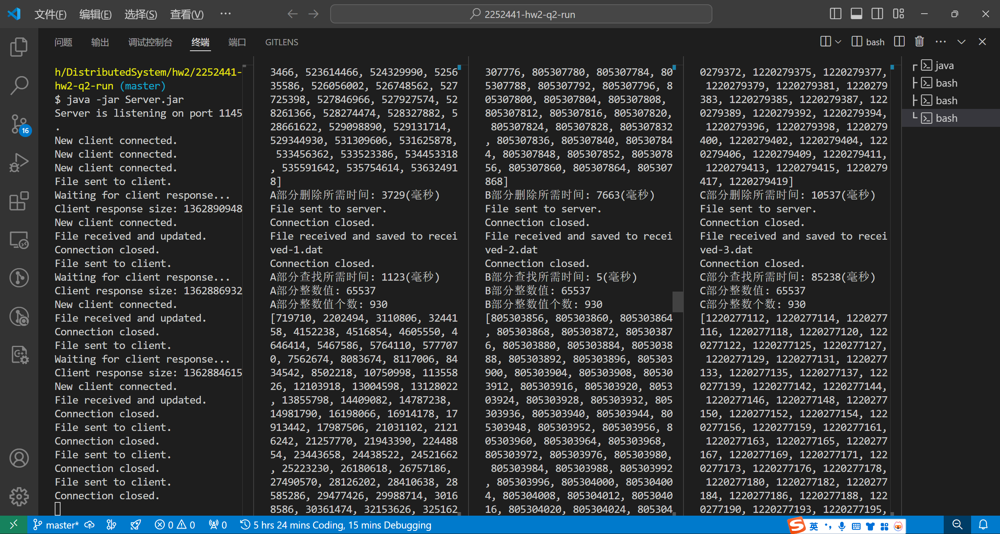 文件(F) 编辑(E) 选择(S) 查看(V) ··· 2252441-hw2-q2-run
问题 输出 调试控制台 终端 端口 GITLENS bash
h/DistributedSystem/hw2/2252441-
hw2-q2-run (master)
$ java -jar Server.jar
Server is listening on port 1145
.
New client connected.
New client connected.
New client connected.
File sent to client.
Waiting for client response...
Client response size: 1362890948
New client connected.
File received and updated.
Connection closed.
File sent to client.
Waiting for client response...
Client response size: 1362886932
New client connected.
File received and updated.
Connection closed.
File sent to client.
Waiting for client response...
Client response size: 1362884615
New client connected.
File received and updated.
Connection closed.
File sent to client.
Connection closed.
File sent to client.
Connection closed.
File sent to client.
Connection closed.
3466, 523614466, 524329990, 5256
35586, 526056002, 526748562, 527
725398, 527846966, 527927574, 52
8261366, 528274474, 528327882, 5
28661622, 529098890, 529131714,
529344930, 531309606, 531625878,
533456362, 533523386, 534453318
, 535591642, 535754614, 53632491
8]
A部分删除所需时间: 3729(毫秒)
File sent to server.
Connection closed.
File received and saved to recei
ved-1.dat
Connection closed.
A部分查找所需时间: 1123(毫秒)
A部分整数值: 65537
A部分整数值个数: 930
[719710, 2202494, 3110806, 32441
58, 4152238, 4516854, 4605550, 4
646414, 5467586, 5764110, 577707
0, 7562674, 8083674, 8117006, 84
34542, 8502218, 10750998, 113558
26, 12103918, 13004598, 13128022
, 13855798, 14409082, 14787238,
14981790, 16198066, 16914178, 17
913442, 17987506, 21031102, 2121
6242, 21257770, 21943390, 224488
54, 23443658, 24438522, 24521662
, 25223230, 26180618, 26757186,
27490570, 28126202, 28410638, 28
585286, 29477426, 29988714, 3016
8586, 30361474, 32153626, 325162
307776, 805307780, 805307784, 80
5307788, 805307792, 805307796, 8
05307800, 805307804, 805307808,
805307812, 805307816, 805307820,
805307824, 805307828, 805307832
, 805307836, 805307840, 80530784
4, 805307848, 805307852, 8053078
56, 805307860, 805307864, 805307
868]
B部分删除所需时间: 7663(毫秒)
File sent to server.
Connection closed.
File received and saved to recei
ved-2.dat
Connection closed.
B部分查找所需时间: 5(毫秒)
B部分整数值: 65537
B部分整数值个数: 930
[805303856, 805303860, 805303864
, 805303868, 805303872, 80530387
6, 805303880, 805303884, 8053038
88, 805303892, 805303896, 805303
900, 805303904, 805303908, 80530
3912, 805303916, 805303920, 8053
03924, 805303928, 805303932, 805
303936, 805303940, 805303944, 80
5303948, 805303952, 805303956, 8
05303960, 805303964, 805303968,
805303972, 805303976, 805303980,
805303984, 805303988, 805303992
, 805303996, 805304000, 80530400
4, 805304008, 805304012, 8053040
16, 805304020, 805304024, 805304
0279372, 1220279375, 1220279377,
1220279379, 1220279381, 1220279
383, 1220279385, 1220279387, 122
0279389, 1220279392, 1220279394,
1220279396, 1220279398, 1220279
400, 1220279402, 1220279404, 122
0279406, 1220279409, 1220279411,
1220279413, 1220279415, 1220279
417, 1220279419]
C部分删除所需时间: 10537(毫秒)
File sent to server.
Connection closed.
File received and saved to recei
ved-3.dat
Connection closed.
C部分查找所需时间: 85238(毫秒)
C部分整数值: 65537
C部分整数个数: 930
[1220277112, 1220277114, 1220277
116, 1220277118, 1220277120, 122
0277122, 1220277125, 1220277127,
1220277129, 1220277131, 1220277
133, 1220277135, 1220277137, 122
0277139, 1220277142, 1220277144,
1220277146, 1220277148, 1220277
150, 1220277152, 1220277154, 122
0277156, 1220277159, 1220277161,
1220277163, 1220277165, 1220277
167, 1220277169, 1220277171, 122
0277173, 1220277176, 1220277178,
1220277180, 1220277182, 1220277
184, 1220277186, 1220277188, 122
0277190, 1220277193, 1220277195,
java
bash
bash
bash
16
master* 0 0 0 5 hrs 24 mins Coding, 15 mins Debugging S 英